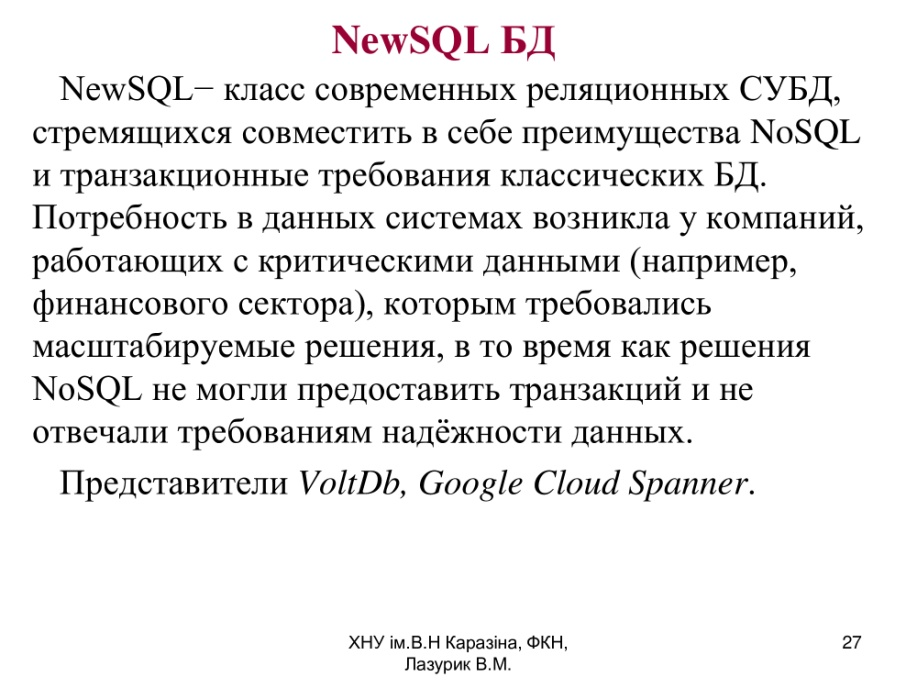 NewSQL БД
NewSQL− класс современных реляционных СУБД,
стремящихся совместить в себе преимущества NoSQL
и транзакционные требования классических БД.
Потребность в данных системах возникла у компаний,
работающих с критическими данными (например,
финансового сектора), которым требовались
масштабируемые решения, в то время как решения
NoSQL не могли предоставить транзакций и не
отвечали требованиям надёжности данных.
Представители VoltDb, Google Cloud Spanner.
ХНУ ім.В.Н Каразіна, ФКН,
Лазурик В.М.
27